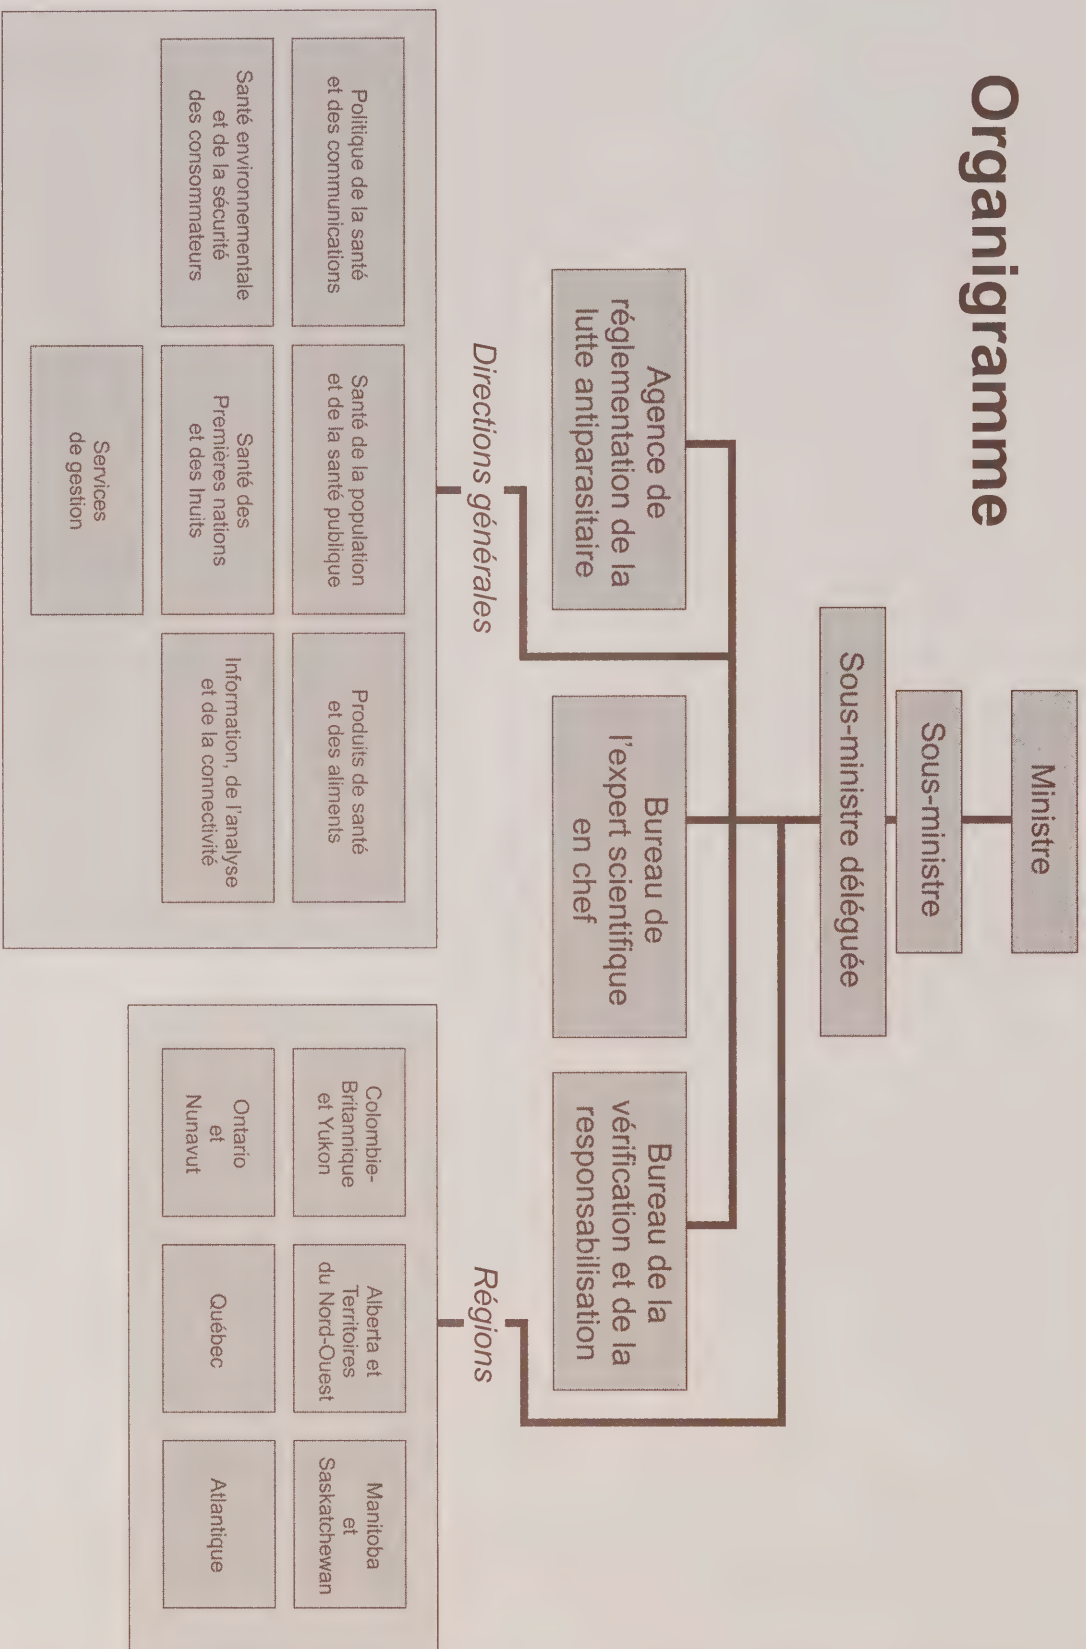 Organigramme
Ministre
Sous-ministre
Sous-ministre déléguée
Agence de
réglementation de la
lutte antiparasitaire
Bureau de
l'expert scientifique
en chef
Bureau de la
vérification et de la
responsabilisation
Directions générales
Politique de la santé
et des communications
Santé de la population
et de la santé publique
Produits de santé
et des aliments
Santé environnementale
et de la sécurité
des consommateurs
Santé des
Premières nations
et des Inuits
Information, de l'analyse
et de la connectivité
Services
de gestion
Régions
Colombie-
Britannique
et Yukon
Alberta et
Territoires
du Nord-Ouest
Manitoba
et
Saskatchewan
Ontario
et
Nunavut
Québec
Atlantique